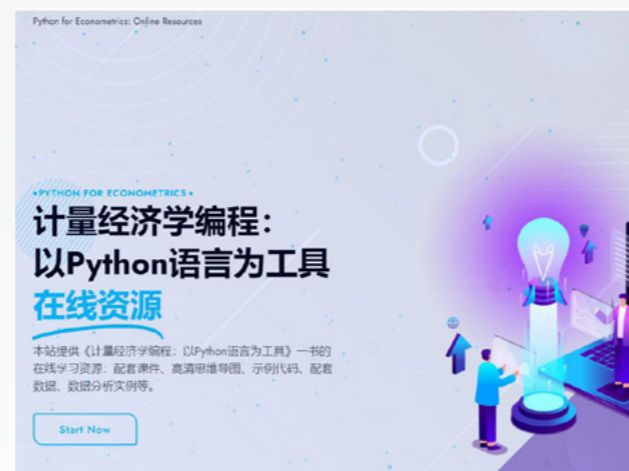 Python for Econometrics: Online Resources
•PYTHON FOR ECONOMETRICS•
计量经济学编程：
以Python语言为工具
在线资源
本站提供《计量经济学编程：以Python语言为工具》一书的
在线学习资源：配套课件、高清思维导图、示例代码、配套
数据、数据分析实例等。
Start Now